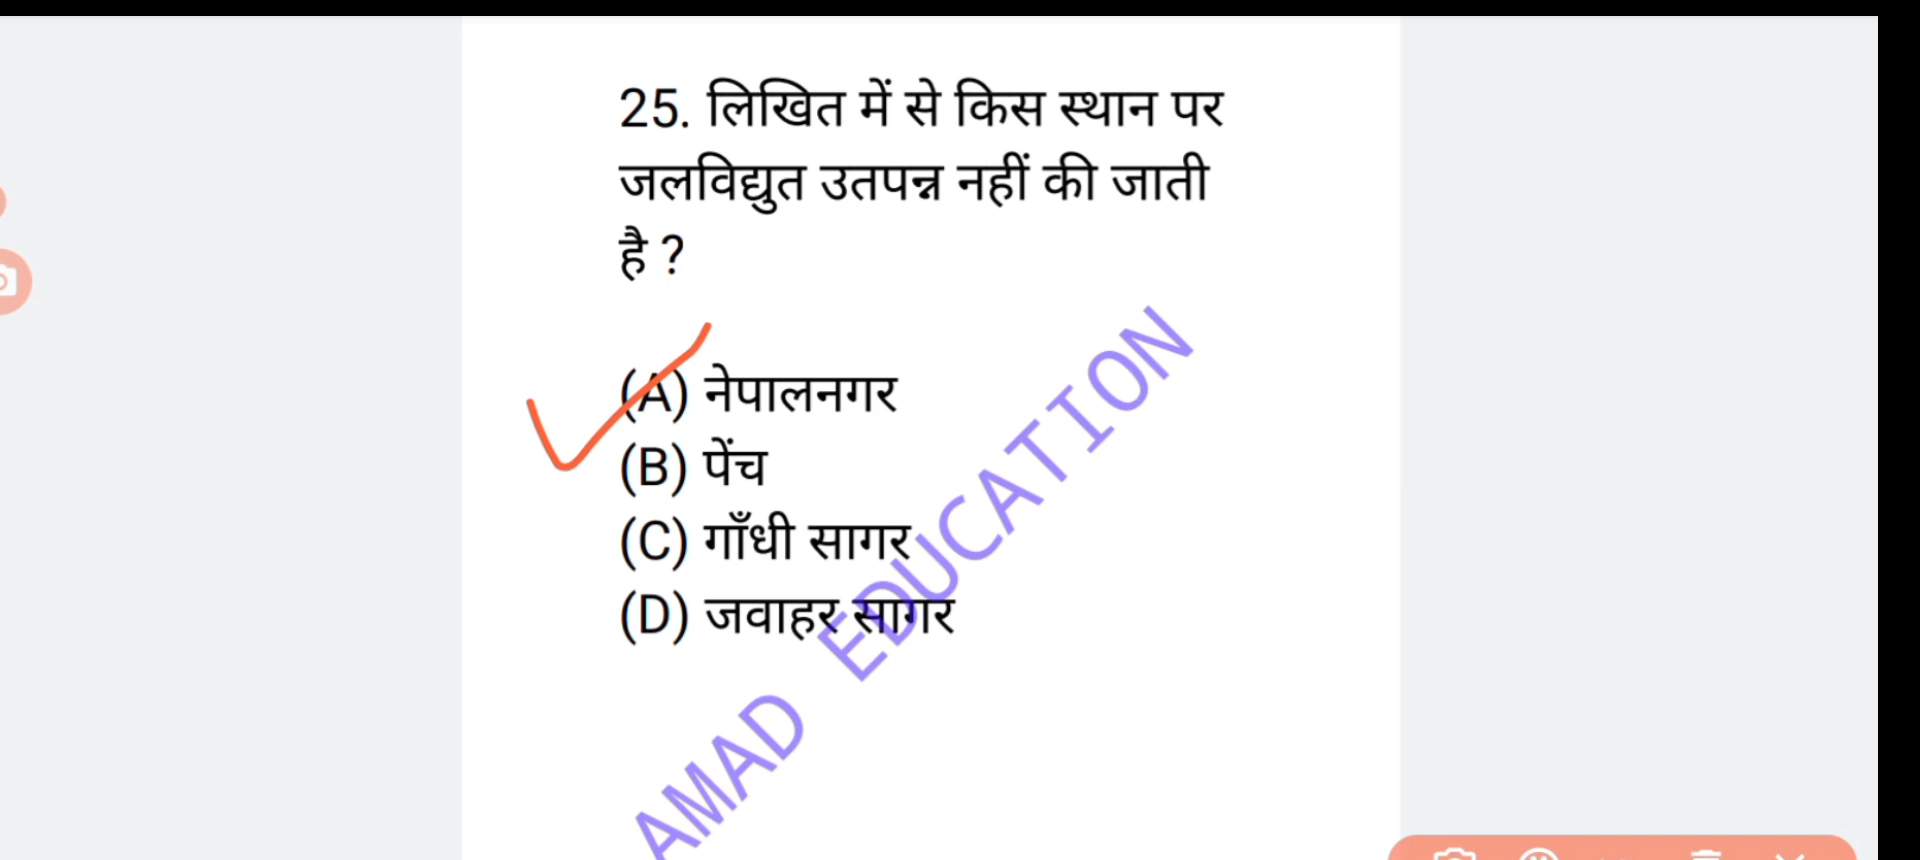 25. लिखित में से किस स्थान पर
जलविद्युत उतपन्न नहीं की जाती
है ?
(A) नेपालनगर
(B) पेंच
(C) गाँधी सागर
(D) जवाहर सागर
AMAD EDUCATION